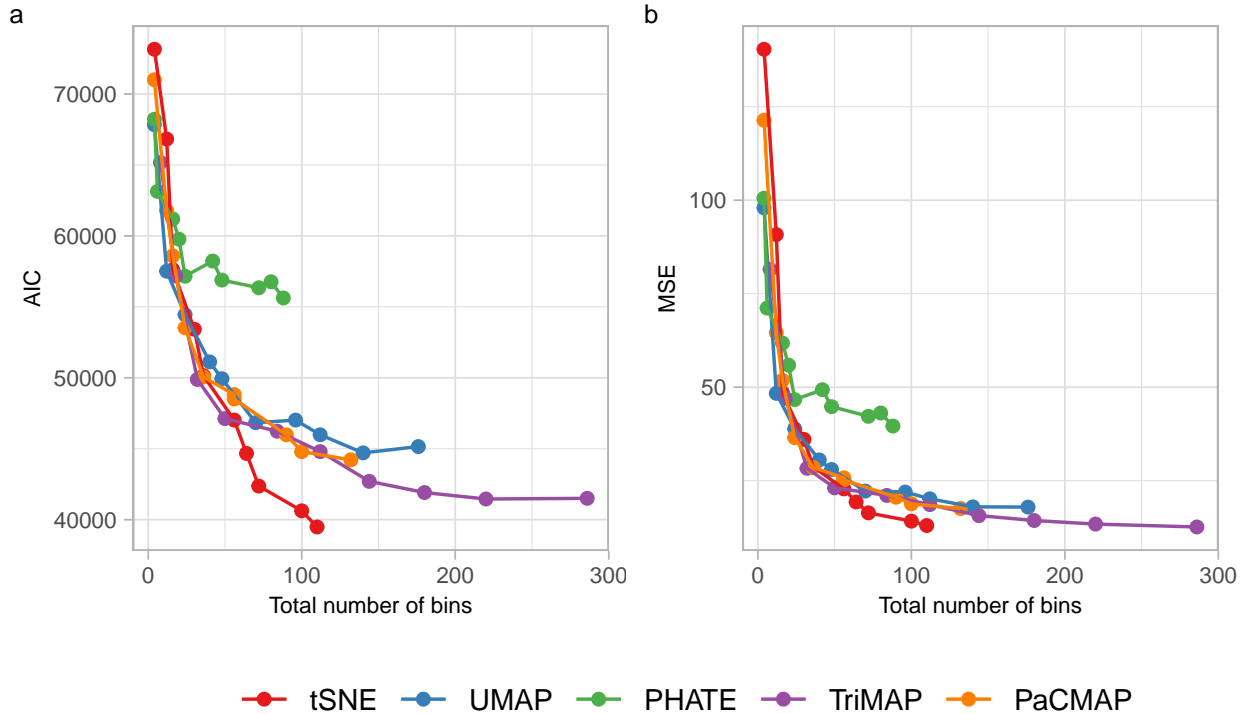 a
b
70000
60000
50000
40000
AIC
0
100
200
300
Total number of bins
100
50
MSE
0
100
200
300
Total number of bins
tSNE UMAP PHATE TriMAP PaCMAP